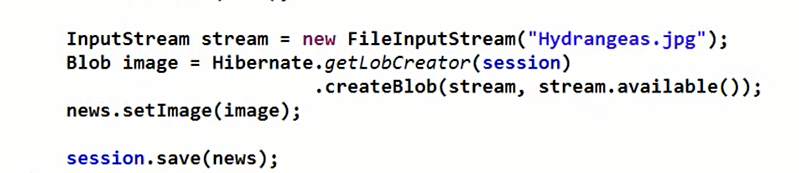 InputStream stream = new FileInputStream("Hydrangeas.jpg");
Blob image = Hibernate.getLobCreator(session)
.createBlob(stream, stream.available());
news.setImage(image);
session.save(news);